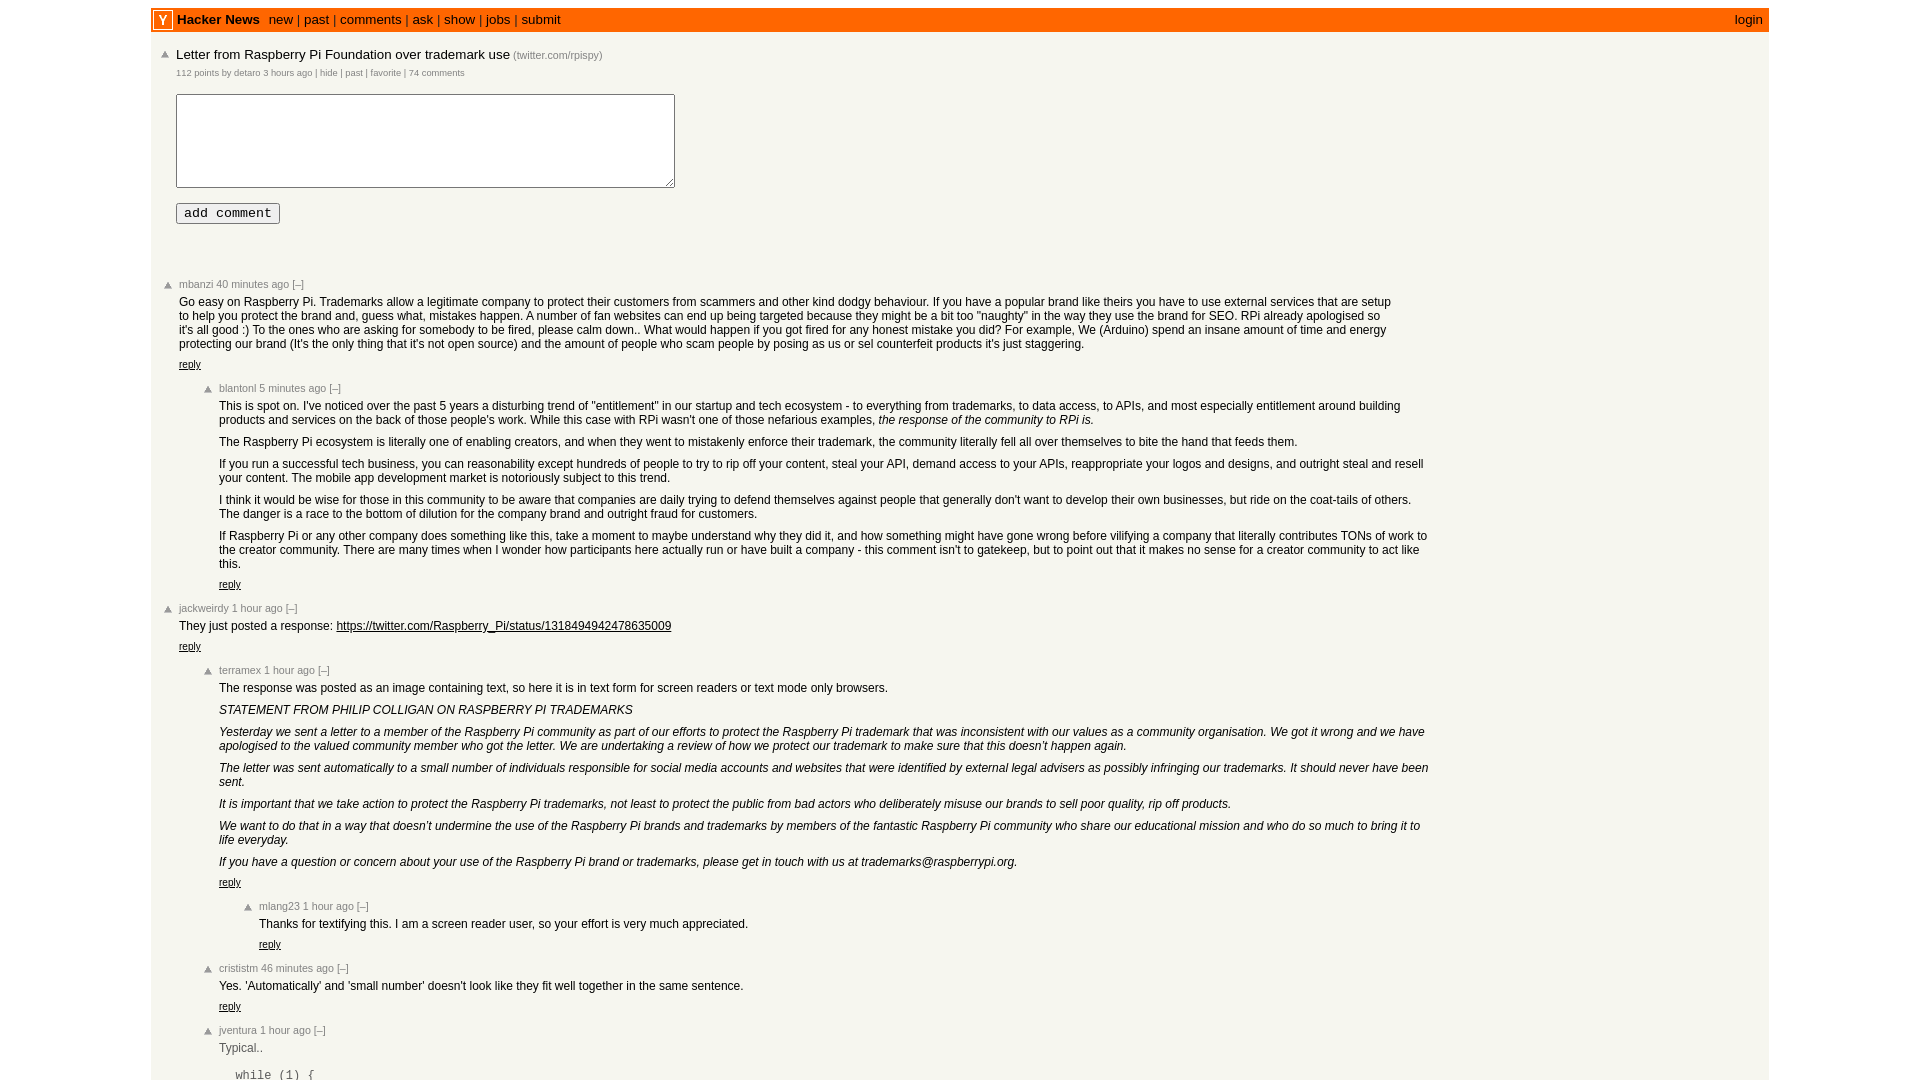 Y Hacker News new | past | comments | ask | show | jobs | submit login
Letter from Raspberry Pi Foundation over trademark use (twitter.com/rpispy)
112 points by detaro 3 hours ago | hide | past | favorite | 74 comments
add comment
mbanzi 40 minutes ago [–]
Go easy on Raspberry Pi. Trademarks allow a legitimate company to protect their customers from scammers and other kind dodgy behaviour. If you have a popular brand like theirs you have to use external services that are setup
to help you protect the brand and, guess what, mistakes happen. A number of fan websites can end up being targeted because they might be a bit too "naughty" in the way they use the brand for SEO. RPi already apologised so
it's all good :) To the ones who are asking for somebody to be fired, please calm down.. What would happen if you got fired for any honest mistake you did? For example, We (Arduino) spend an insane amount of time and energy
protecting our brand (It's the only thing that it's not open source) and the amount of people who scam people by posing as us or sel counterfeit products it's just staggering.
reply
blantonl 5 minutes ago [–]
This is spot on. I've noticed over the past 5 years a disturbing trend of "entitlement" in our startup and tech ecosystem - to everything from trademarks, to data access, to APIs, and most especially entitlement around building
products and services on the back of those people's work. While this case with RPi wasn't one of those nefarious examples, the response of the community to RPi is.
The Raspberry Pi ecosystem is literally one of enabling creators, and when they went to mistakenly enforce their trademark, the community literally fell all over themselves to bite the hand that feeds them.
If you run a successful tech business, you can reasonability except hundreds of people to try to rip off your content, steal your API, demand access to your APIs, reappropriate your logos and designs, and outright steal and resell
your content. The mobile app development market is notoriously subject to this trend.
I think it would be wise for those in this community to be aware that companies are daily trying to defend themselves against people that generally don't want to develop their own businesses, but ride on the coat-tails of others.
The danger is a race to the bottom of dilution for the company brand and outright fraud for customers.
If Raspberry Pi or any other company does something like this, take a moment to maybe understand why they did it, and how something might have gone wrong before vilifying a company that literally contributes TONs of work to
the creator community. There are many times when I wonder how participants here actually run or have built a company - this comment isn't to gatekeep, but to point out that it makes no sense for a creator community to act like
this.
reply
jackweirdy 1 hour ago [–]
They just posted a response: https://twitter.com/Raspberry_Pi/status/1318494942478635009
reply
terramex 1 hour ago [–]
The response was posted as an image containing text, so here it is in text form for screen readers or text mode only browsers.
STATEMENT FROM PHILIP COLLIGAN ON RASPBERRY PI TRADEMARKS
Yesterday we sent a letter to a member of the Raspberry Pi community as part of our efforts to protect the Raspberry Pi trademark that was inconsistent with our values as a community organisation. We got it wrong and we have
apologised to the valued community member who got the letter. We are undertaking a review of how we protect our trademark to make sure that this doesn’t happen again.
The letter was sent automatically to a small number of individuals responsible for social media accounts and websites that were identified by external legal advisers as possibly infringing our trademarks. It should never have been
sent.
It is important that we take action to protect the Raspberry Pi trademarks, not least to protect the public from bad actors who deliberately misuse our brands to sell poor quality, rip off products.
We want to do that in a way that doesn’t undermine the use of the Raspberry Pi brands and trademarks by members of the fantastic Raspberry Pi community who share our educational mission and who do so much to bring it to
life everyday.
If you have a question or concern about your use of the Raspberry Pi brand or trademarks, please get in touch with us at trademarks@raspberrypi.org.
reply
mlang23 1 hour ago [–]
Thanks for textifying this. I am a screen reader user, so your effort is very much appreciated.
reply
crististm 46 minutes ago [–]
Yes. 'Automatically' and 'small number' doesn't look like they fit well together in the same sentence.
reply
jventura 1 hour ago [–]
Typical..
while (1) {